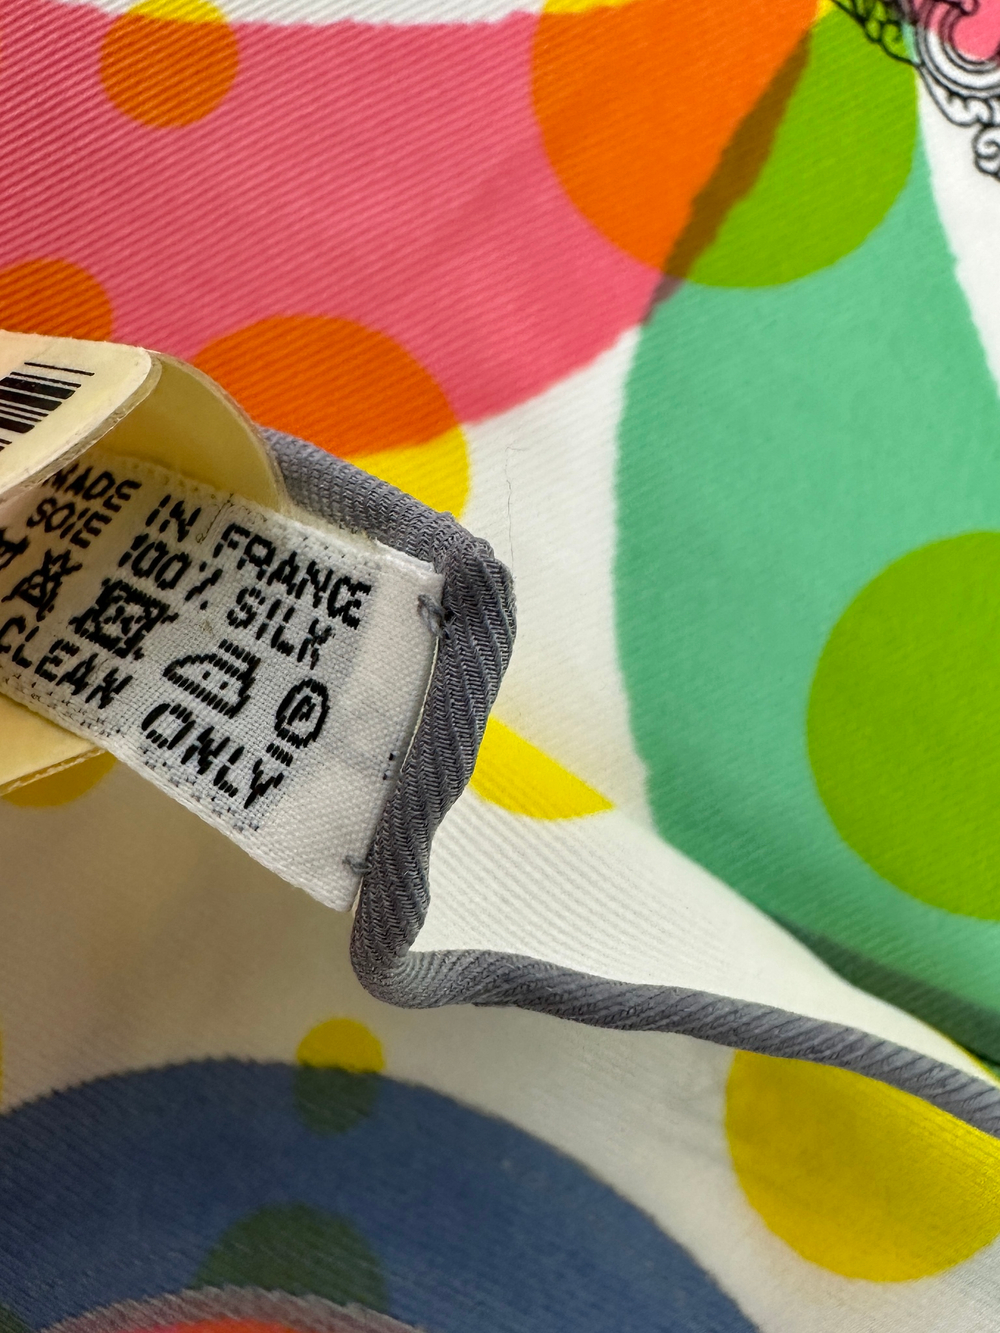 MADE IN FRANCE
SOIE 100% SILK
P
CLEAN ONLY